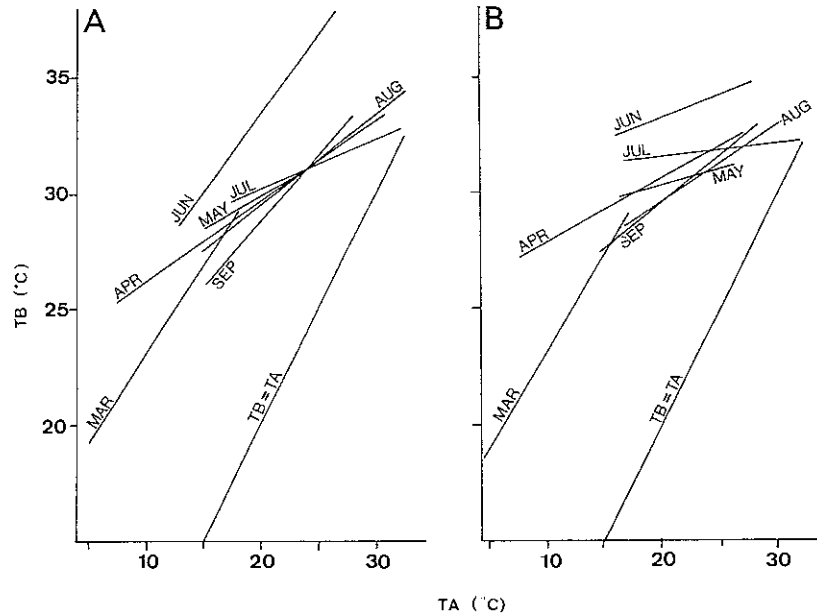 A
B
35
30
25
20
TB (°C)
JUN
AUG
JUL
MAY
APR
SEP
MAR
TB=TA
10
20
30
JUN
AUG
JUL
MAY
APR
SEP
MAR
TB=TA
10
20
30
TA (°C)